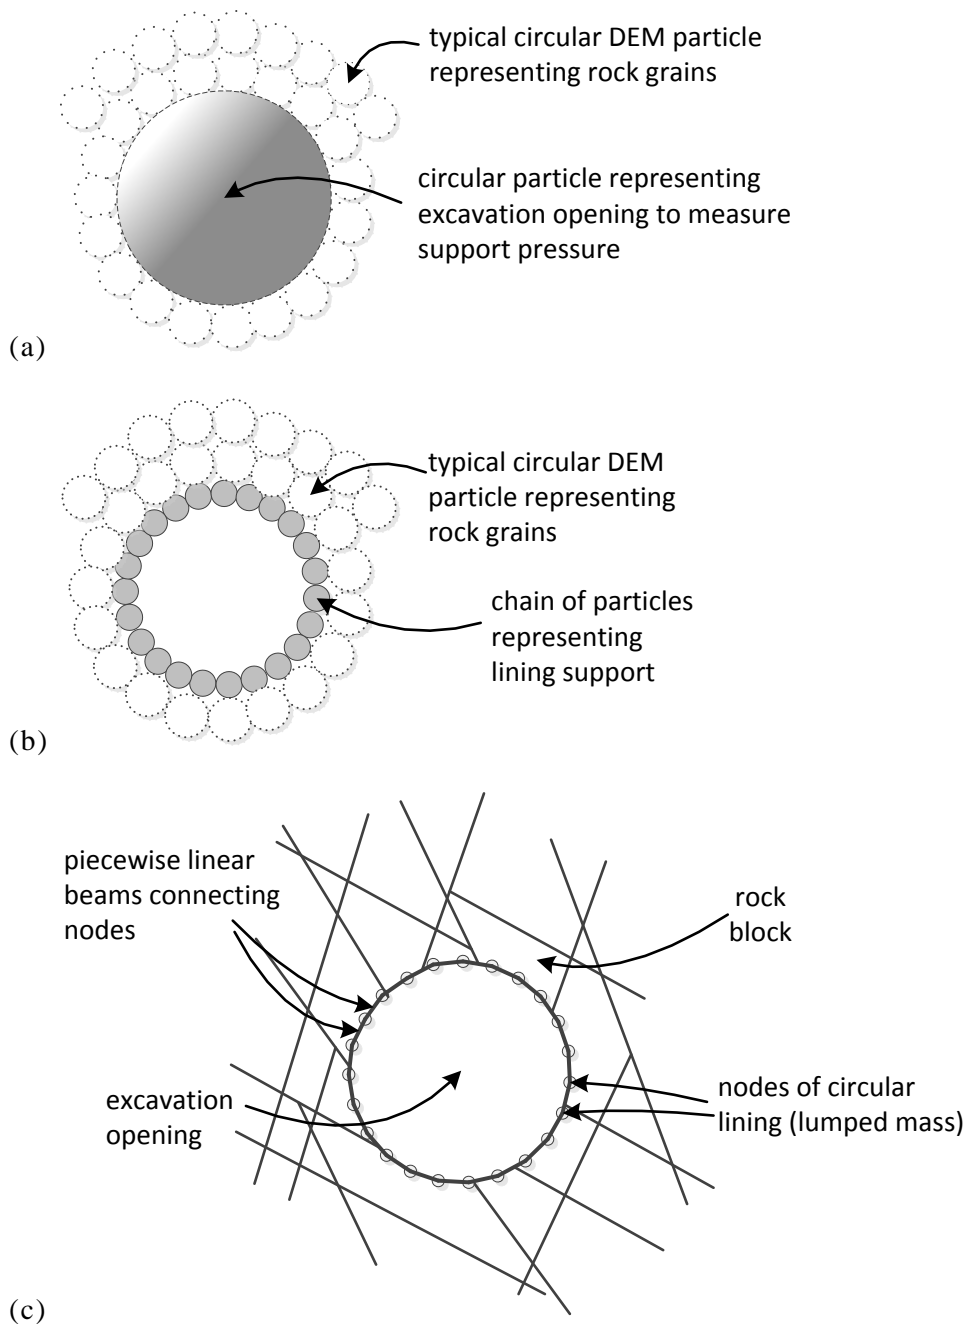 typical circular DEM particle
representing rock grains
circular particle representing
excavation opening to measure
support pressure
(a)
typical circular DEM
particle representing
rock grains
chain of particles
representing
lining support
(b)
piecewise linear
beams connecting
nodes
rock
block
excavation
opening
nodes of circular
lining (lumped mass)
(c)